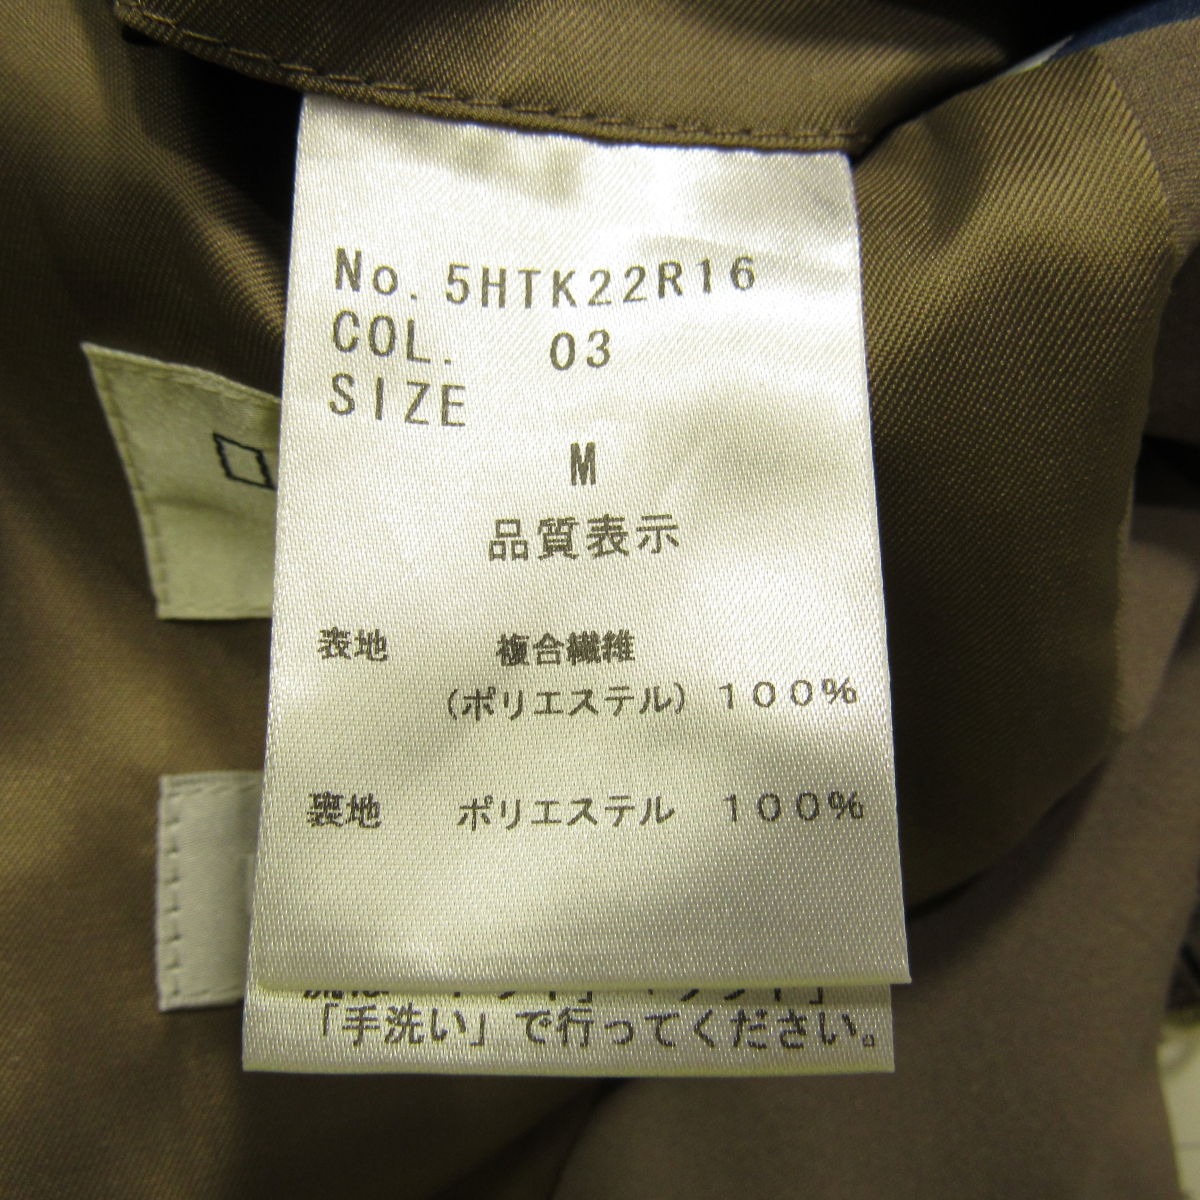 No. 5HTK22R16
COL. 03
SIZE
M
品質表示
表地 複合繊維
(ポリエステル) 100%
裏地 ポリエステル 100%
「手洗い」で行ってください。